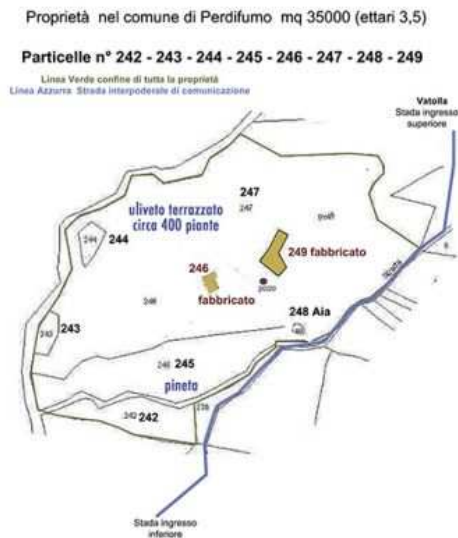 Proprietà nel comune di Perdifumo mq 35000 (ettari 3,5)
Particelle n° 242 - 243 - 244 - 245 - 246 - 247 - 248 - 249
Linea Verde confine di tutta la proprietà
Linea Azzurra Strada interpoderale di comunicazione
Vatolla
Stada ingresso
superiore
247
247
uliveto terrazzato
circa 400 piante
244
244
249 fabbricato
246
pozzo
fabbricato
246
248 Aia
243
243
245
pineta
242
242
Stada ingresso
inferiore